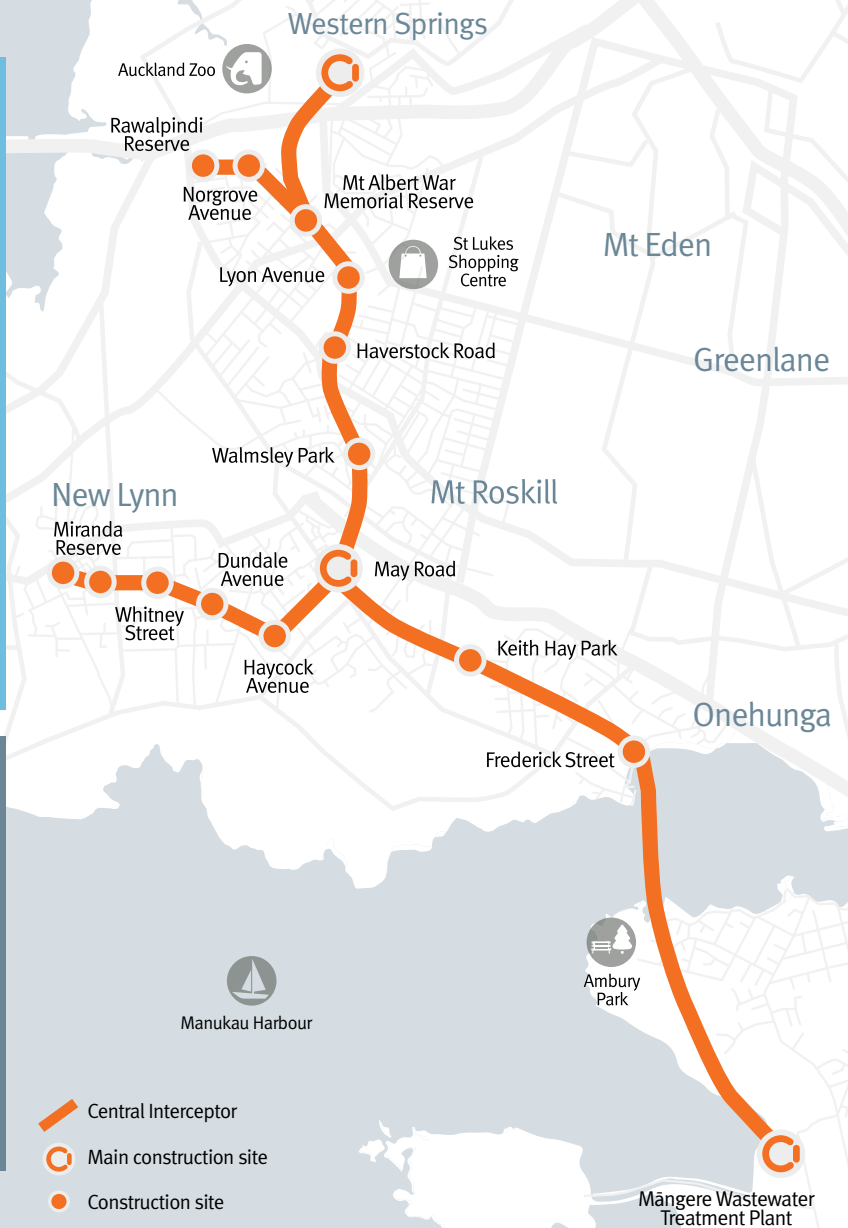 Western Springs
Auckland Zoo
Rawalpindi
Reserve
Norgrove
Avenue
Mt Albert War
Memorial Reserve
St Lukes
Shopping
Centre
Mt Eden
Lyon Avenue
Haverstock Road
Greenlane
Walmsley Park
New Lynn
Mt Roskill
Miranda
Reserve
Dundale
Avenue
May Road
Whitney
Street
Haycock
Avenue
Keith Hay Park
Onehunga
Frederick Street
Ambury
Park
Manukau Harbour
Central Interceptor
Main construction site
Construction site
Māngere Wastewater
Treatment Plant